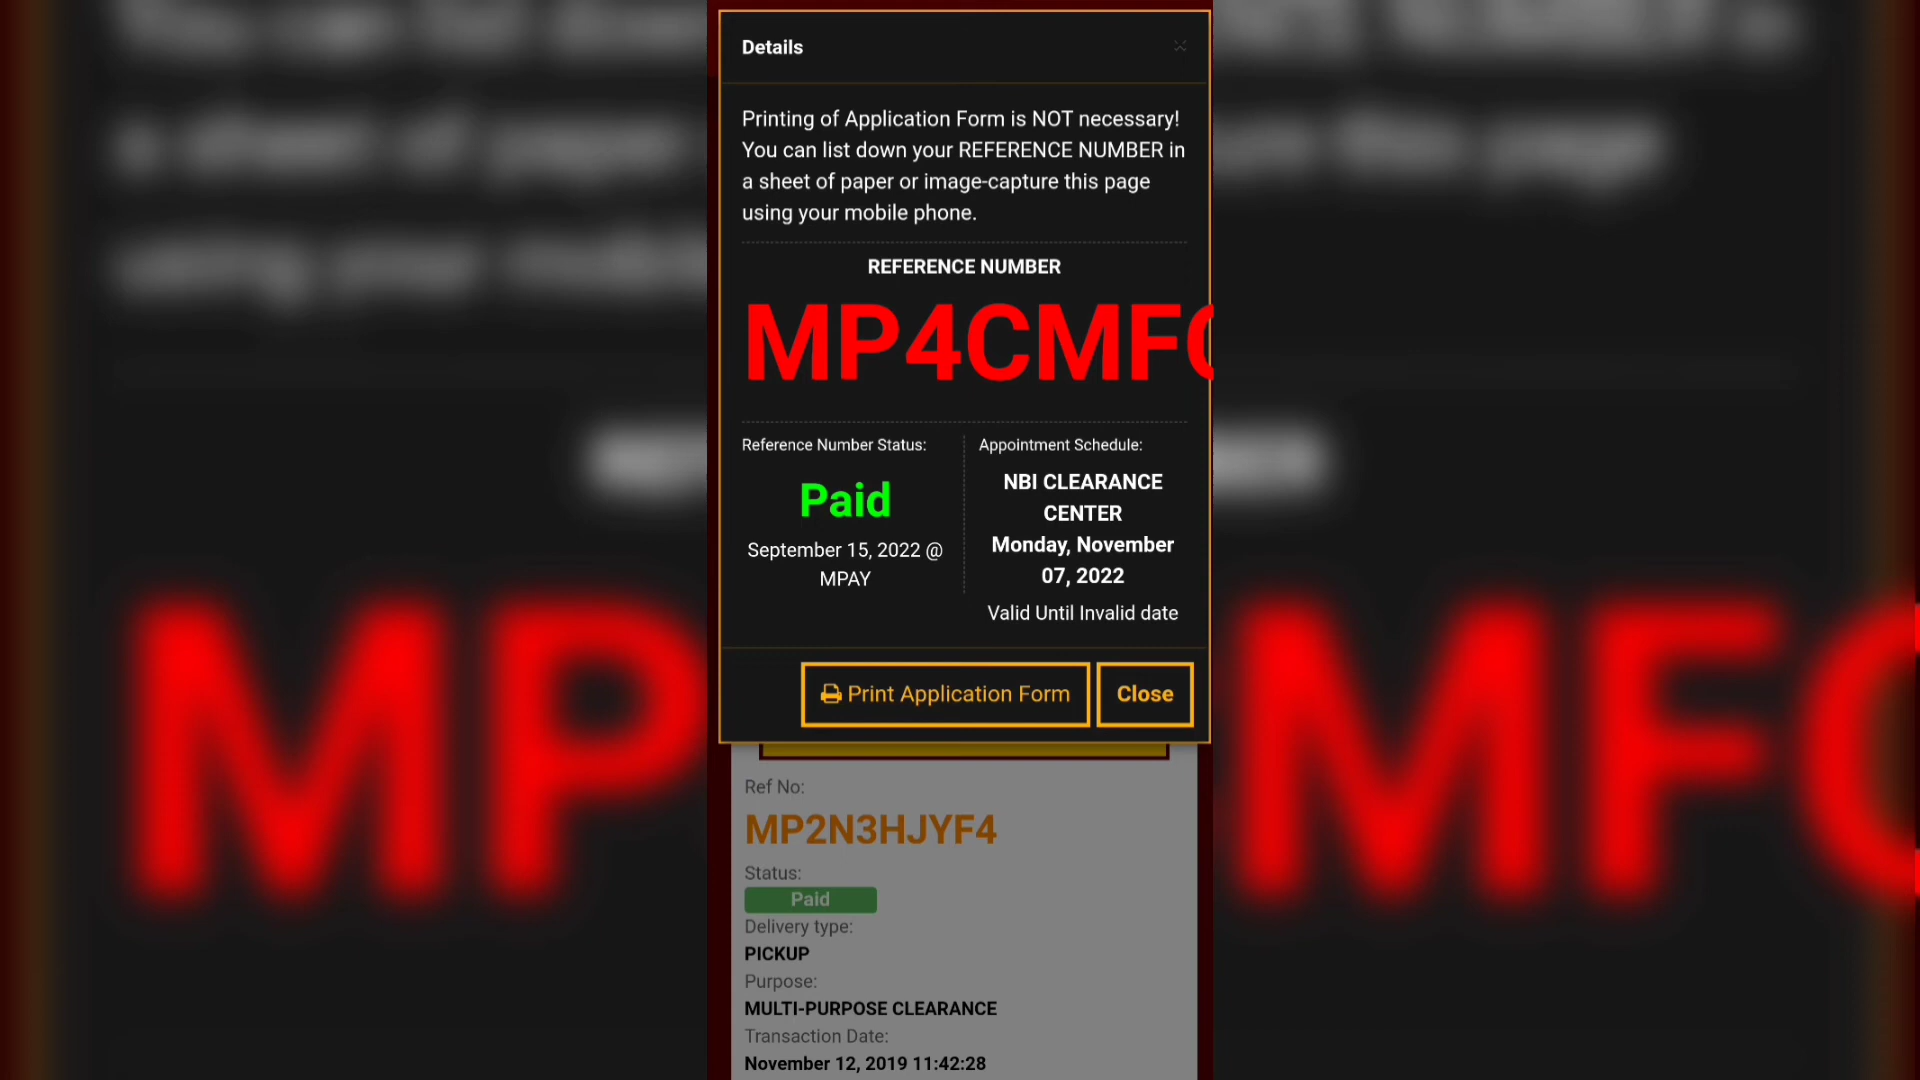 Details
Printing of Application Form is NOT necessary!
You can list down your REFERENCE NUMBER in
a sheet of paper or image-capture this page
using your mobile phone.
REFERENCE NUMBER
MP4CMF
Reference Number Status:
Paid
September 15, 2022 @
MPAY
Appointment Schedule:
NBI CLEARANCE
CENTER
Monday, November
07, 2022
Valid Until Invalid date
Print Application Form
Close
Ref No:
MP2N3HJYF4
Status:
Paid
Delivery type:
PICKUP
Purpose:
MULTI-PURPOSE CLEARANCE
Transaction Date:
November 12, 2019 11:42:28